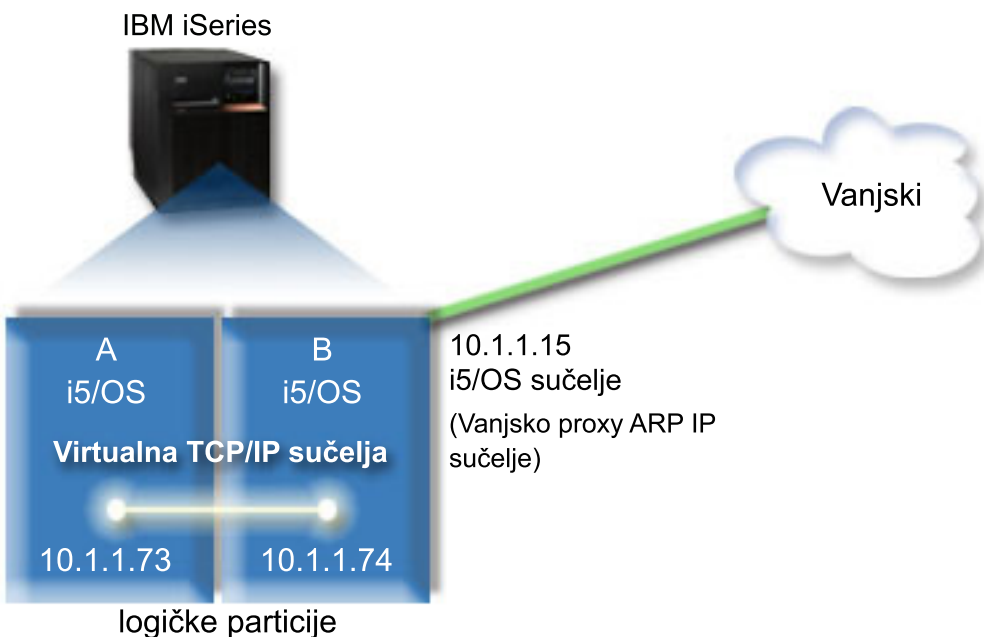 IBM iSeries
Vanjski
10.1.1.15
i5/OS sučelje
(Vanjsko proxy ARP IP
sučelje)
A
i5/OS
B
i5/OS
Virtualna TCP/IP sučelja
10.1.1.73
10.1.1.74
logičke particije